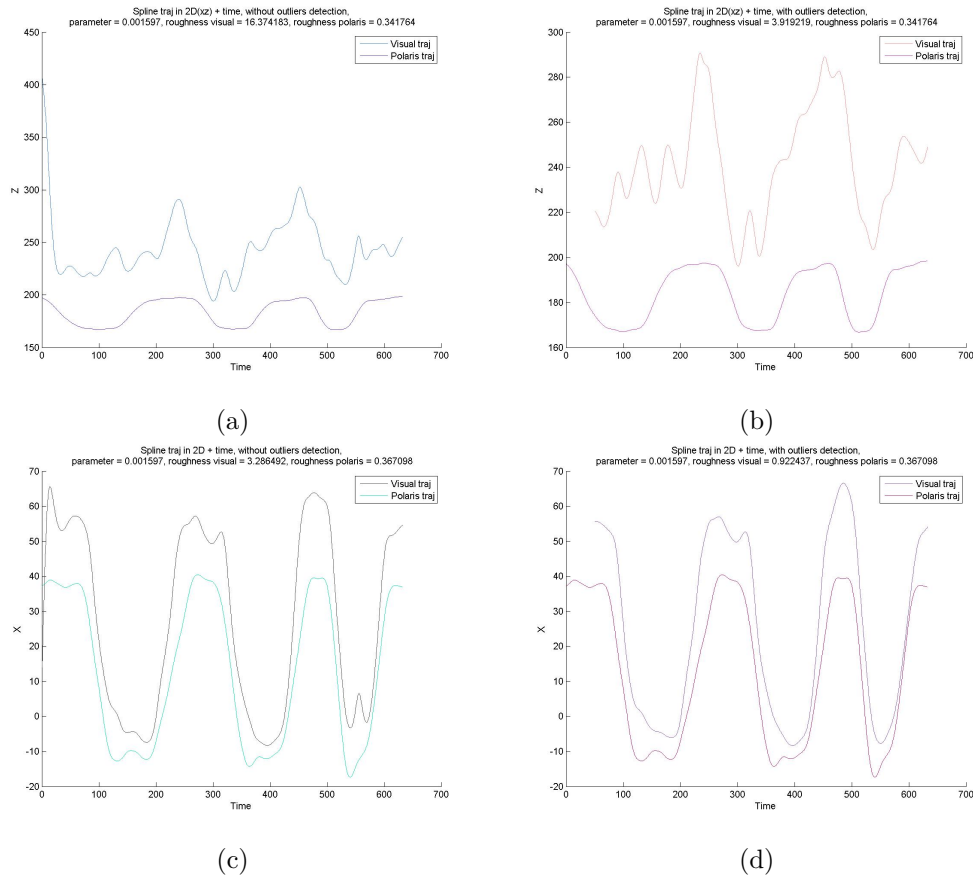 Spline traj in 2D(xz) + time, without outliers detection,
parameter = 0.001597, roughness visual = 16.374183, roughness polaris = 0.341764
450
400
350
300
250
200
150
Z
0
100
200
300
400
500
600
700
Time
Visual traj
Polaris traj
(a)
Spline traj in 2D(xz) + time, with outliers detection,
parameter = 0.001597, roughness visual = 3.919219, roughness polaris = 0.341764
300
280
260
240
220
200
180
160
Z
0
100
200
300
400
500
600
700
Time
Visual traj
Polaris traj
(b)
Spline traj in 2D + time, without outliers detection,
parameter = 0.001597, roughness visual = 3.286492, roughness polaris = 0.367098
70
60
50
40
30
20
10
0
-10
-20
X
0
100
200
300
400
500
600
700
Time
Visual traj
Polaris traj
(c)
Spline traj in 2D + time, with outliers detection,
parameter = 0.001597, roughness visual = 0.922437, roughness polaris = 0.367098
70
60
50
40
30
20
10
0
-10
-20
X
0
100
200
300
400
500
600
700
Time
Visual traj
Polaris traj
(d)